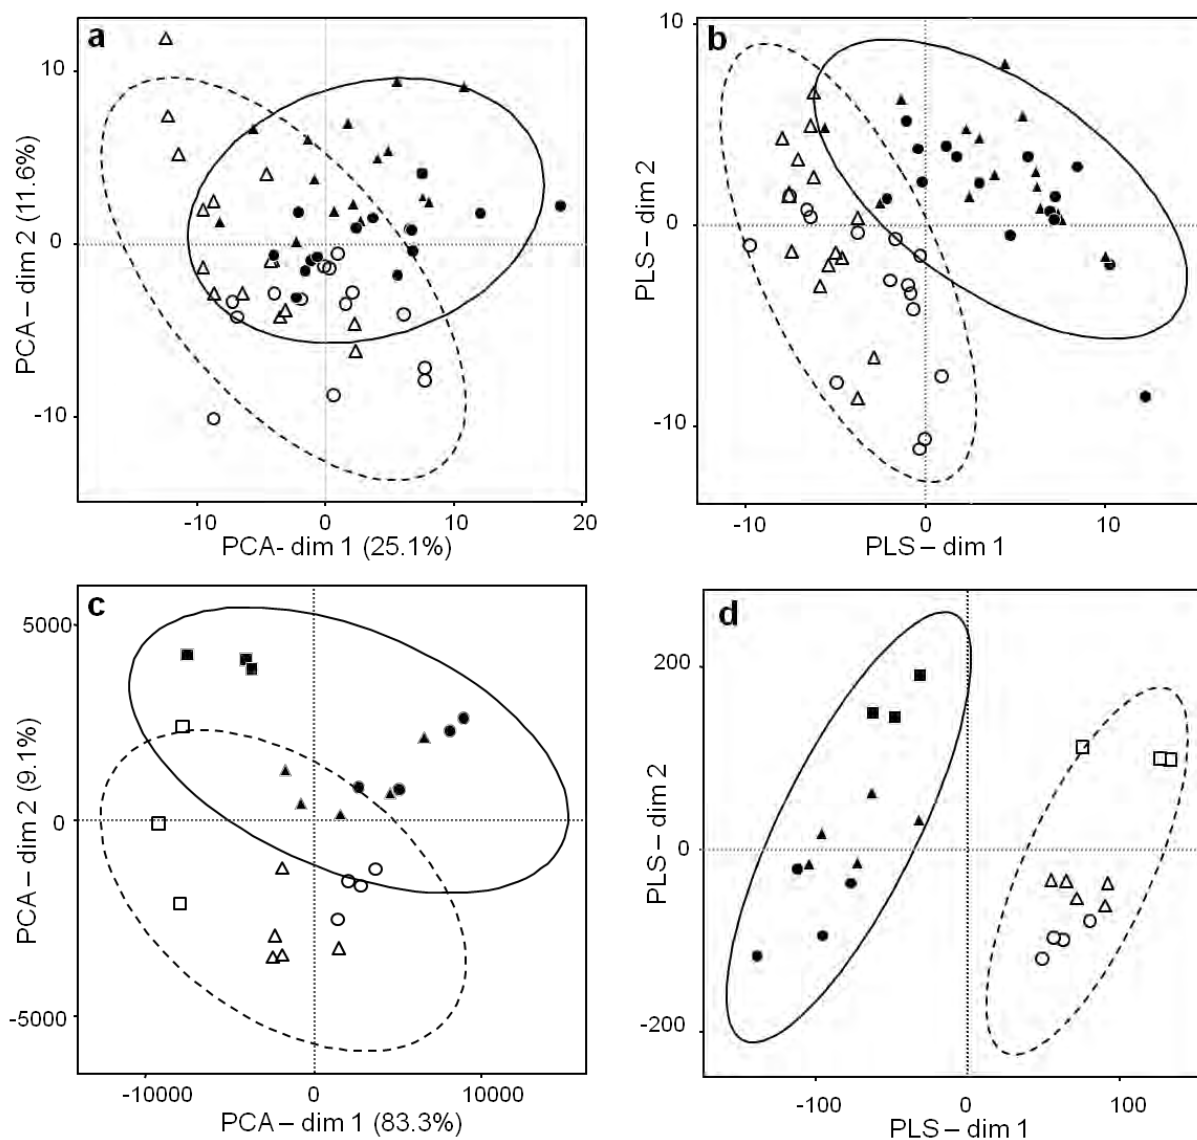 a
10
0
-10
PCA – dim 2 (11.6%)
-10
0
10
20
PCA- dim 1 (25.1%)
b
10
0
-10
PLS – dim 2
-10
0
10
PLS – dim 1
c
5000
0
-5000
PCA – dim 2 (9.1%)
-10000
0
10000
PCA – dim 1 (83.3%)
d
200
0
-200
PLS – dim 2
-100
0
100
PLS – dim 1